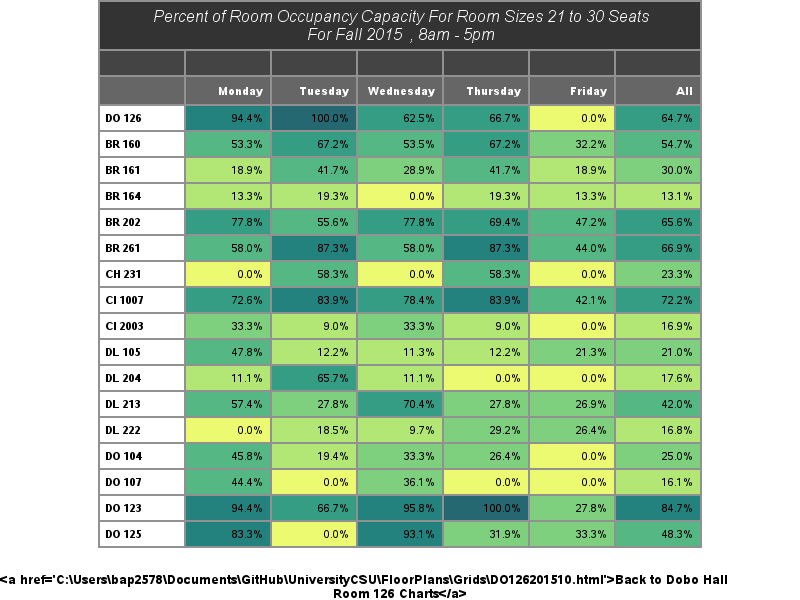 Percent of Room Occupancy Capacity For Room Sizes 21 to 30 Seats
For Fall 2015 , 8am - 5pm
Monday Tuesday Wednesday Thursday Friday All
DO 126 94.4% 100.0% 62.5% 66.7% 0.0% 64.7%
BR 160 53.3% 67.2% 53.5% 67.2% 32.2% 54.7%
BR 161 18.9% 41.7% 28.9% 41.7% 18.9% 30.0%
BR 164 13.3% 19.3% 0.0% 19.3% 13.3% 13.1%
BR 202 77.8% 55.6% 77.8% 69.4% 47.2% 65.6%
BR 261 58.0% 87.3% 58.0% 87.3% 44.0% 66.9%
CH 231 0.0% 58.3% 0.0% 58.3% 0.0% 23.3%
CI 1007 72.6% 83.9% 78.4% 83.9% 42.1% 72.2%
CI 2003 33.3% 9.0% 33.3% 9.0% 0.0% 16.9%
DL 105 47.8% 12.2% 11.3% 12.2% 21.3% 21.0%
DL 204 11.1% 65.7% 11.1% 0.0% 0.0% 17.6%
DL 213 57.4% 27.8% 70.4% 27.8% 26.9% 42.0%
DL 222 0.0% 18.5% 9.7% 29.2% 26.4% 16.8%
DO 104 45.8% 19.4% 33.3% 26.4% 0.0% 25.0%
DO 107 44.4% 0.0% 36.1% 0.0% 0.0% 16.1%
DO 123 94.4% 66.7% 95.8% 100.0% 27.8% 84.7%
DO 125 83.3% 0.0% 93.1% 31.9% 33.3% 48.3%
<a href='C:\Users\bap2578\Documents\GitHub\UniversityCSU\FloorPlans\Grids\DO126201510.html'>Back to Dobo Hall
Room 126 Charts</a>